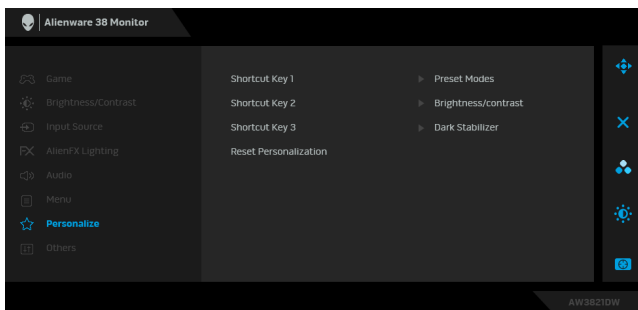 Alienware 38 Monitor
Game
Shortcut Key 1 Preset Modes
Brightness/Contrast
Shortcut Key 2 Brightness/contrast
Input Source
Shortcut Key 3 Dark Stabilizer
FX AlienFX Lighting
Reset Personalization
Audio
Menu
Personalize
Others
AW3821DW